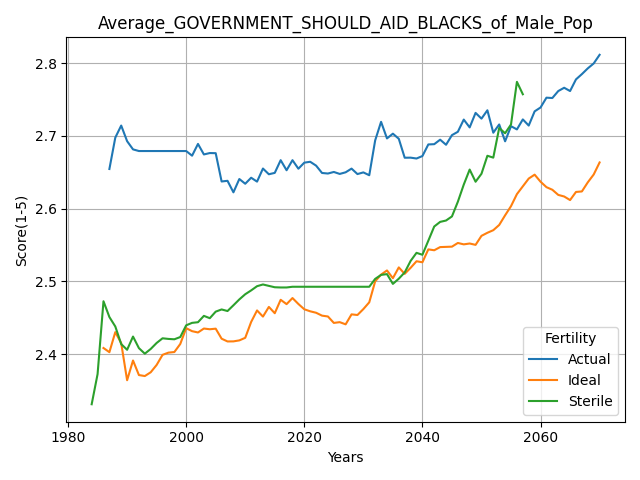 Average_GOVERNMENT_SHOULD_AID_BLACKS_of_Male_Pop
Score(1-5)
2.8
2.7
2.6
2.5
2.4
1980
2000
2020
2040
2060
Years
Fertility
Actual
Ideal
Sterile